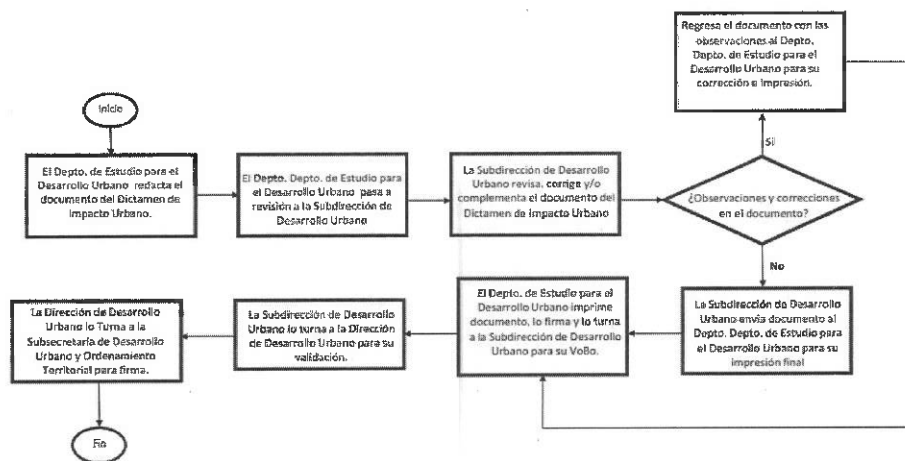 Inicio
El Depto. de Estudio para el
Desarrollo Urbano redacta el
documento del Dictamen de
Impacto Urbano.
El Depto. Depto. de Estudio para
el Desarrollo Urbano pasa a
revisión a la Subdirección de
Desarrollo Urbano
La Subdirección de Desarrollo
Urbano revisa, corrige y/o
complementa el documento del
Dictamen de Impacto Urbano
¿Observaciones y correcciones
en el documento?
Si
Regresa el documento con las
observaciones al Depto.
Depto. de Estudio para el
Desarrollo Urbano para su
corrección e impresión.
No
La Subdirección de Desarrollo
Urbano envía documento al
Depto. Depto. de Estudio para
el Desarrollo Urbano para su
impresión final
El Depto. de Estudio para el
Desarrollo Urbano imprime
documento, lo firma y lo turna
a la Subdirección de Desarrollo
Urbano para su VoBo.
La Subdirección de Desarrollo
Urbano lo turna a la Dirección
de Desarrollo Urbano para su
validación.
La Dirección de Desarrollo
Urbano lo Turna a la
Subsecretaría de Desarrollo
Urbano y Ordenamiento
Territorial para firma.
Fin